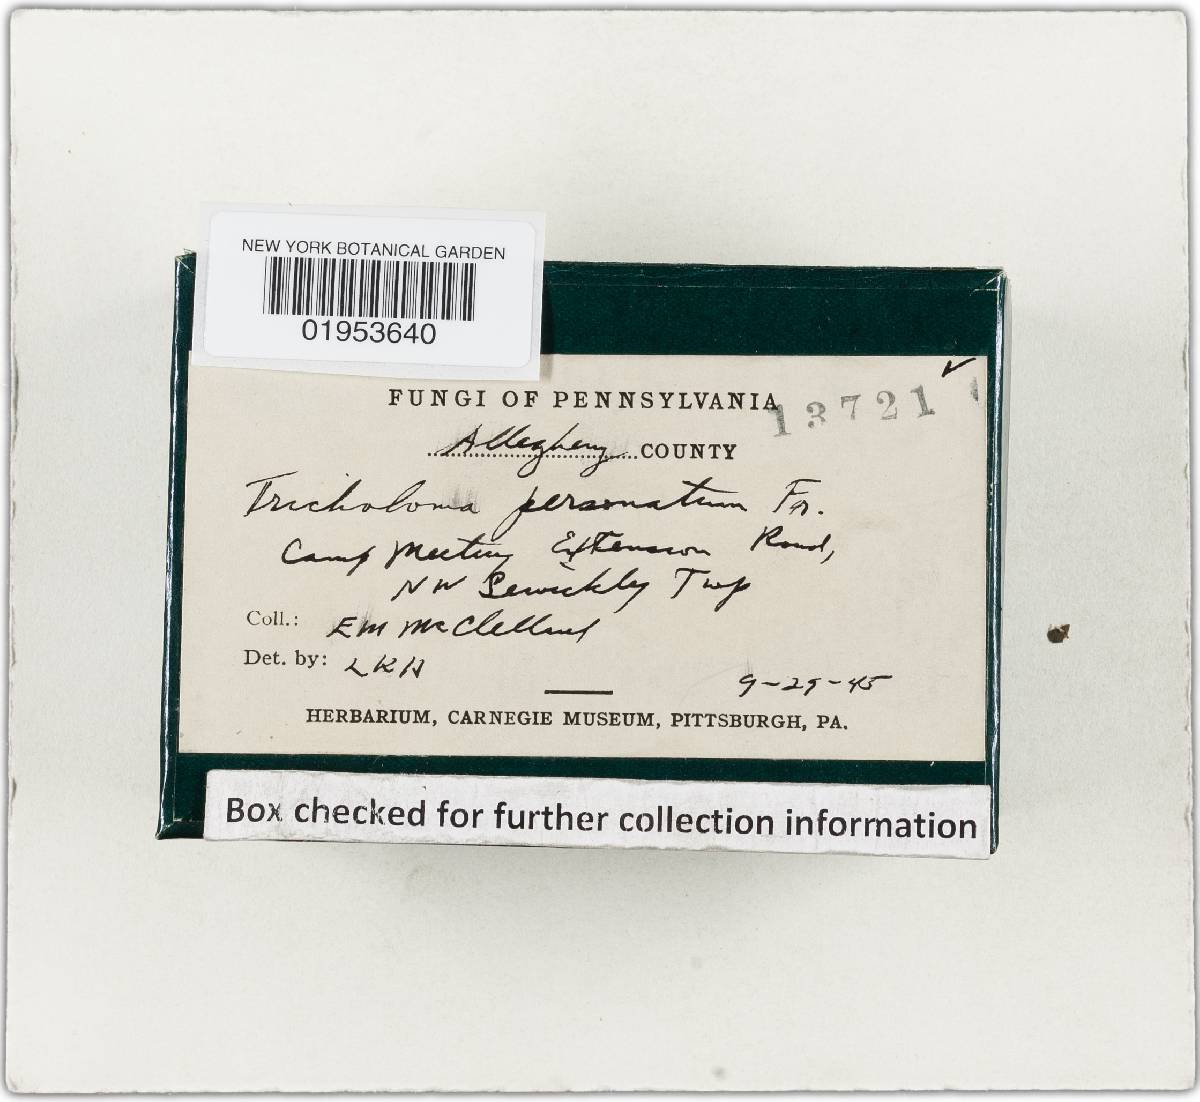 NEW YORK BOTANICAL GARDEN
01953640
FUNGI OF PENNSYLVANIA
13721
Allegheny COUNTY
Tricholoma personatum Fr.
Camp Meeting Extension Road,
NW Sewickley Twp
Coll.: EM McClelland
Det. by: LKH
9-29-45
HERBARIUM, CARNEGIE MUSEUM, PITTSBURGH, PA.
Box checked for further collection information